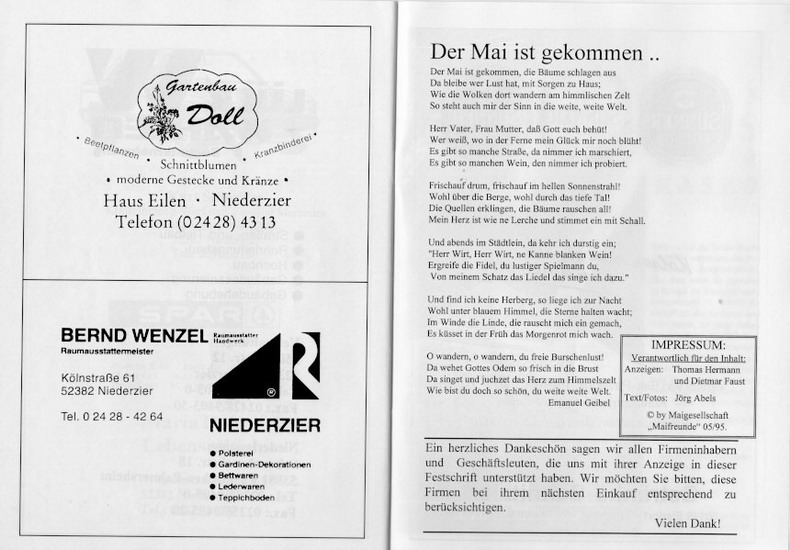 Gartenbau
Doll
• Beetpflanzen • Schnittblumen • Kranzbinderei •
• moderne Gestecke und Kränze •
Haus Eilen · Niederzier
Telefon (0 24 28) 43 13
BERND WENZEL
Raumausstattermeister
Raumausstatter
Handwerk
Kölnstraße 61
52382 Niederzier
Tel. 0 24 28 - 42 64
R
®
NIEDERZIER
● Polsterei
● Gardinen-Dekorationen
● Bettwaren
● Lederwaren
● Teppichboden
Der Mai ist gekommen ..
Der Mai ist gekommen, die Bäume schlagen aus
Da bleibe wer Lust hat, mit Sorgen zu Haus;
Wie die Wolken dort wandern am himmlischen Zelt
So steht auch mir der Sinn in die weite, weite Welt.
Herr Vater, Frau Mutter, daß Gott euch behüt!
Wer weiß, wo in der Ferne mein Glück mir noch blüht!
Es gibt so manche Straße, da nimmer ich marschiert,
Es gibt so manchen Wein, den nimmer ich probiert.
Frischauf drum, frischauf im hellen Sonnenstrahl!
Wohl über die Berge, wohl durch das tiefe Tal!
Die Quellen erklingen, die Bäume rauschen all!
Mein Herz ist wie ne Lerche und stimmet ein mit Schall.
Und abends im Städtlein, da kehr ich durstig ein;
"Herr Wirt, Herr Wirt, ne Kanne blanken Wein!
Ergreife die Fidel, du lustiger Spielmann du,
Von meinem Schatz das Liedel das singe ich dazu."
Und find ich keine Herberg, so liege ich zur Nacht
Wohl unter blauem Himmel, die Sterne halten wacht;
Im Winde die Linde, die rauscht mich ein gemach,
Es küsset in der Früh das Morgenrot mich wach.
O wandern, o wandern, du freie Burschenlust!
Da wehet Gottes Odem so frisch in die Brust
Da singet und juchzet das Herz zum Himmelszelt
Wie bist du doch so schön, du weite weite Welt.
Emanuel Geibel
IMPRESSUM:
Verantwortlich für den Inhalt:
Anzeigen: Thomas Hermann
und Dietmar Faust
Text/Fotos: Jörg Abels
© by Maigesellschaft
„Maifreunde" 05/95.
Ein herzliches Dankeschön sagen wir allen Firmeninhabern
und Geschäftsleuten, die uns mit ihrer Anzeige in dieser
Festschrift unterstützt haben. Wir möchten Sie bitten, diese
Firmen bei ihrem nächsten Einkauf entsprechend zu
berücksichtigen.
Vielen Dank!